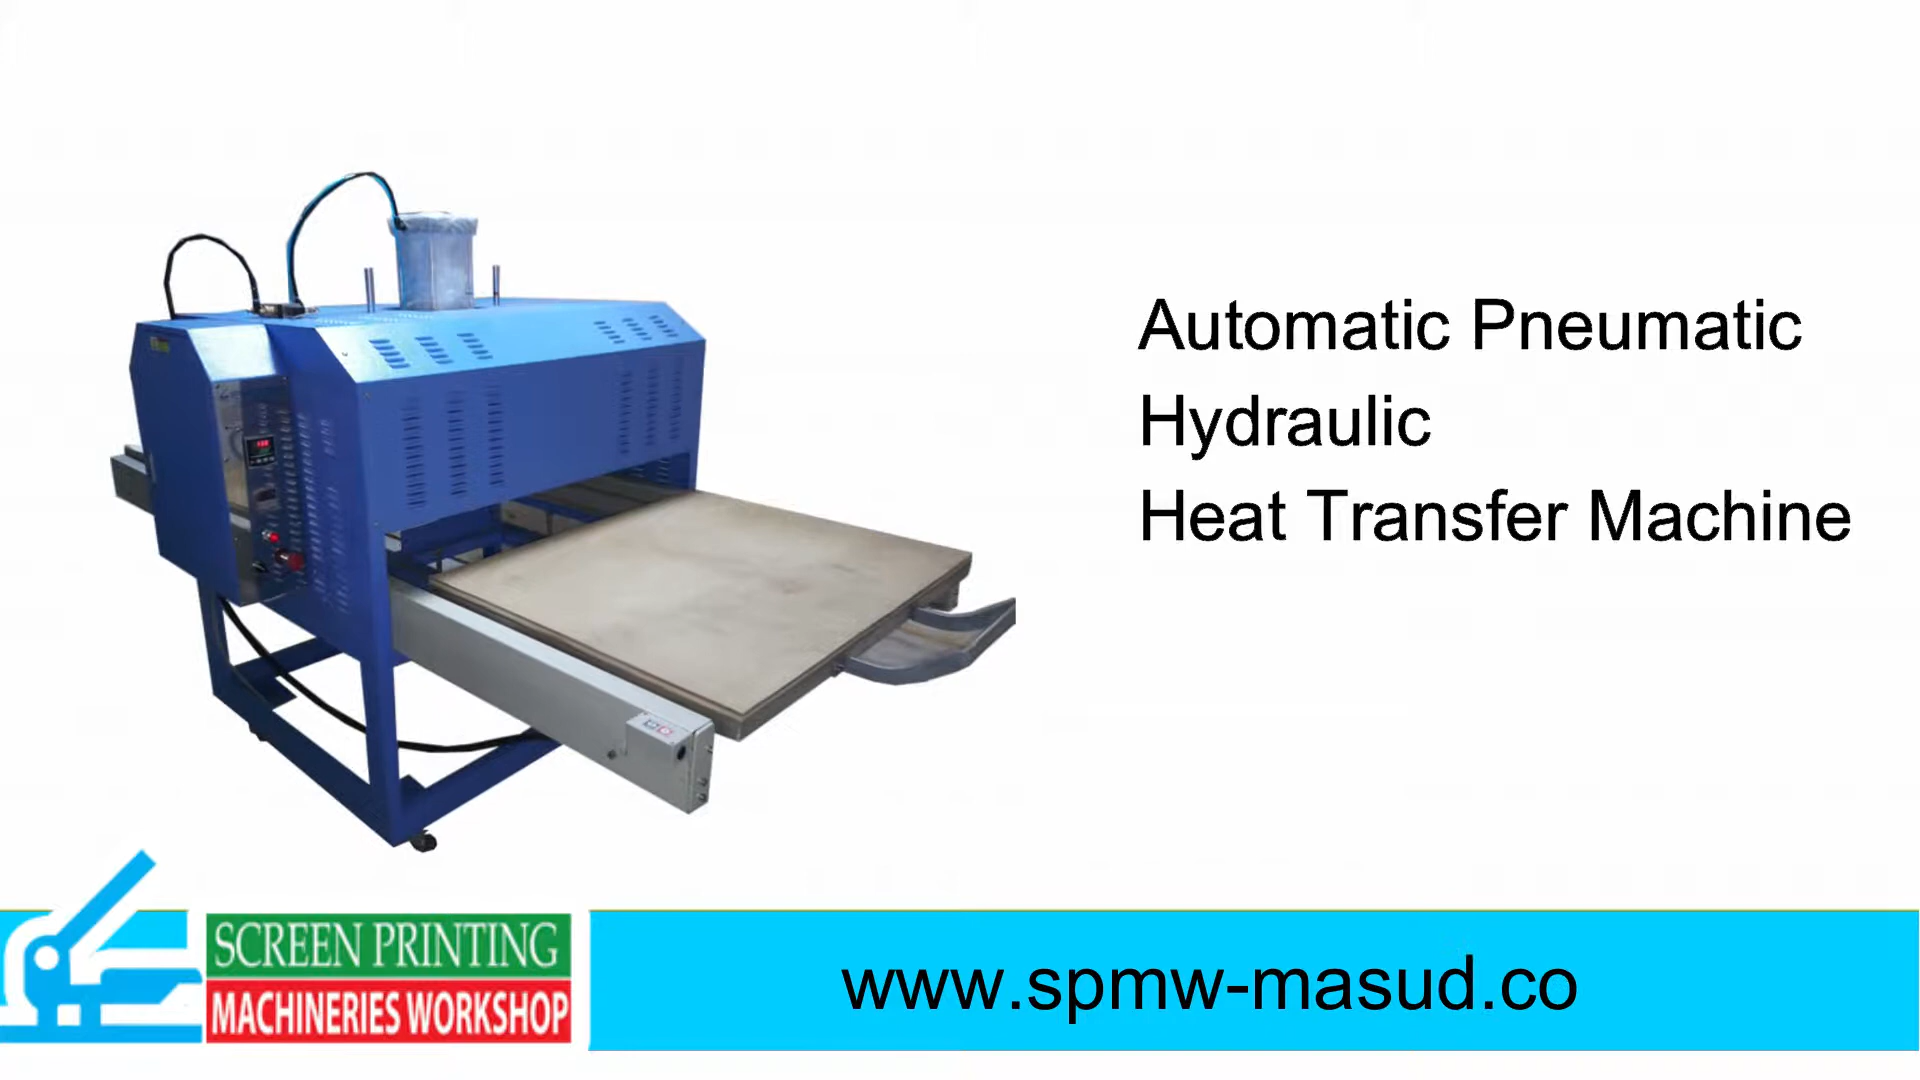 Automatic Pneumatic
Hydraulic
Heat Transfer Machine
SCREEN PRINTING
MACHINERIES WORKSHOP
www.spmw-masud.co